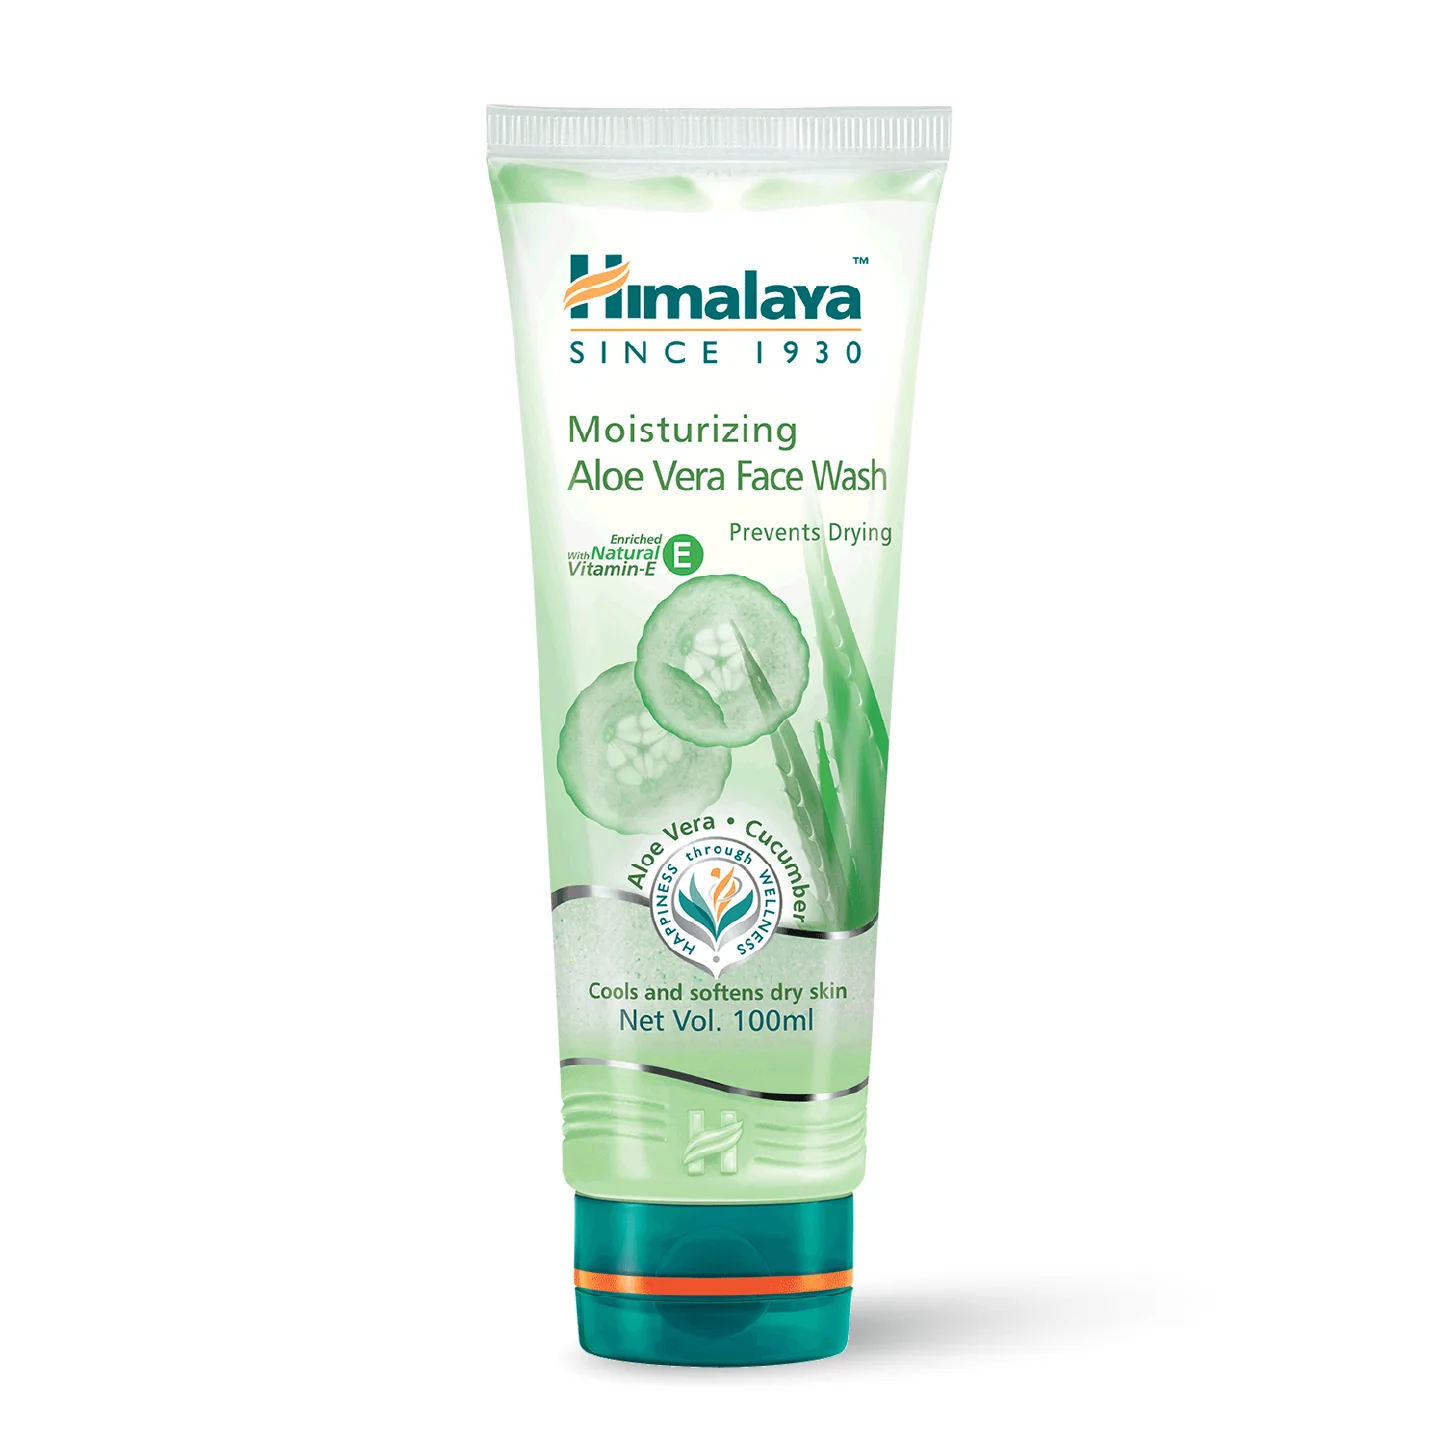 Himalaya™
SINCE 1930
Moisturizing
Aloe Vera Face Wash
Prevents Drying
Enriched
With Natural
Vitamin-E
E
Aloe Vera • Cucumber
HAPPINESS through WELLNESS
Cools and softens dry skin
Net Vol. 100ml
H